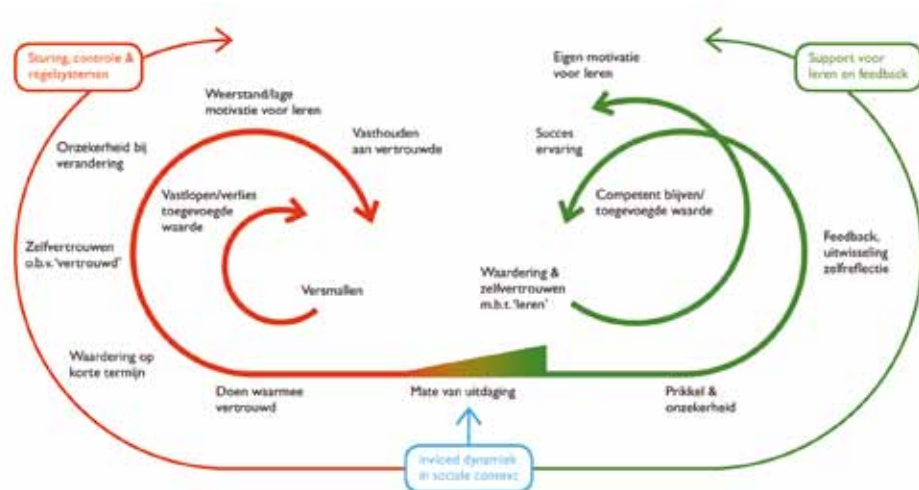 Sturing, controle &
regelsystemen
Weerstand/lage
motivatie voor leren
Onzekerheid bij
verandering
Vasthouden
aan vertrouwde
Vastlopen/verlies
toegevoegde
waarde
Zelfvertrouwen
o.b.v. 'vertrouwd'
Versmallen
Waardering op
korte termijn
Doen waarmee
vertrouwd
Mate van uitdaging
Invloed dynamiek
in sociale context
Eigen motivatie
voor leren
Support voor
leren en feedback
Succes
ervaring
Competent blijven/
toegevoegde waarde
Waardering &
zelfvertrouwen
m.b.t. 'leren'
Feedback,
uitwisseling
zelfreflectie
Prikkel &
onzekerheid